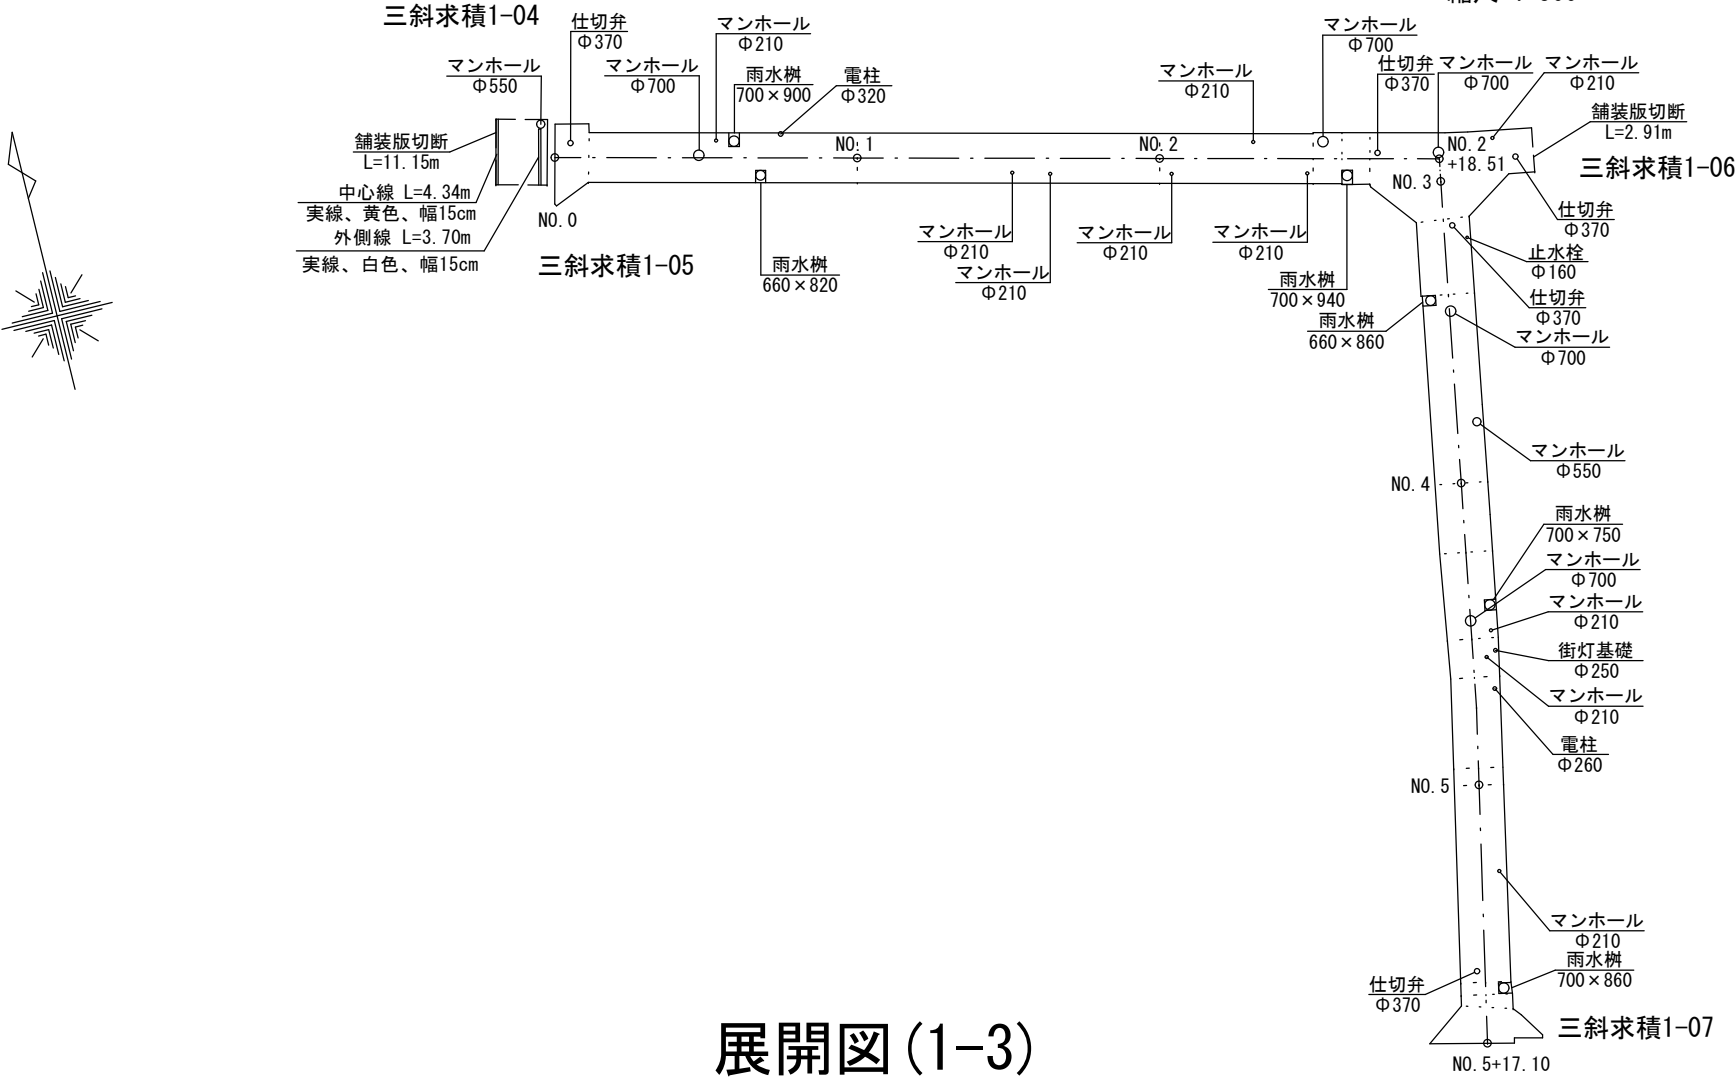 三斜求積1-04
仕切弁
Φ370
マンホール
Φ210
マンホール
Φ700
マンホール
Φ550
マンホール
Φ700
雨水桝
700×900
電柱
Φ320
マンホール
Φ210
仕切弁
Φ370
マンホール
Φ700
マンホール
Φ210
舗装版切断
L=11.15m
舗装版切断
L=2.91m
NO.1
NO.2
NO.2
+18.51
三斜求積1-06
NO.3
中心線 L=4.34m
実線、黄色、幅15cm
外側線 L=3.70m
実線、白色、幅15cm
NO.0
三斜求積1-05
雨水桝
660×820
マンホール
Φ210
マンホール
Φ210
マンホール
Φ210
マンホール
Φ210
雨水桝
700×940
雨水桝
660×860
仕切弁
Φ370
止水栓
Φ160
仕切弁
Φ370
マンホール
Φ700
マンホール
Φ550
NO.4
雨水桝
700×750
マンホール
Φ700
マンホール
Φ210
街灯基礎
Φ250
マンホール
Φ210
電柱
Φ260
NO.5
マンホール
Φ210
雨水桝
700×860
仕切弁
Φ370
三斜求積1-07
NO.5+17.10
展開図(1-3)